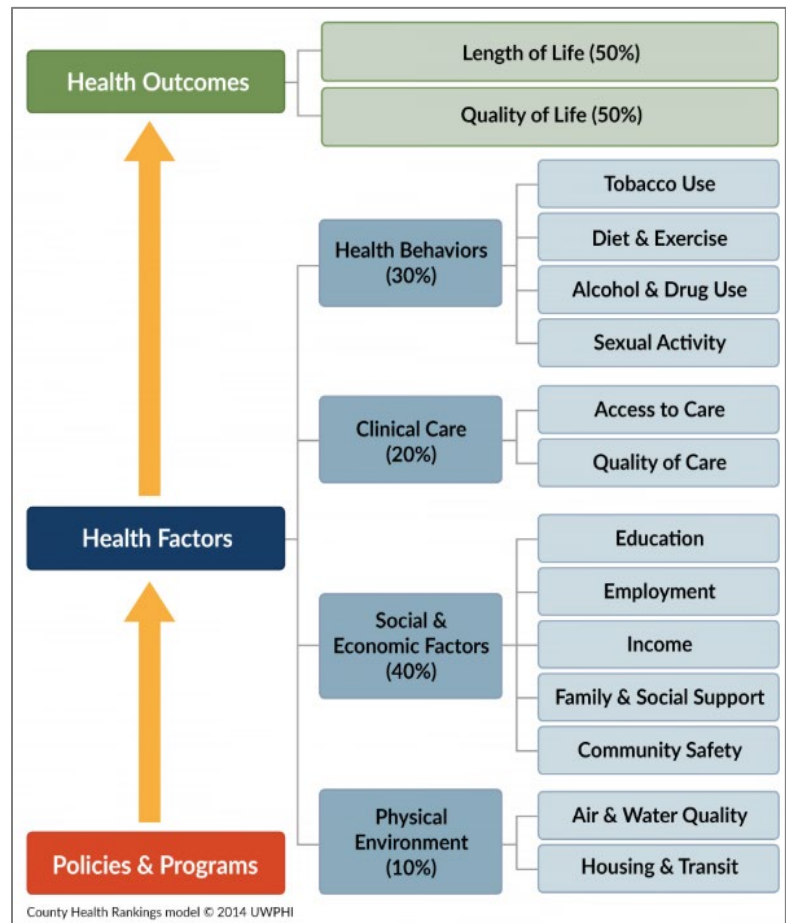 Health Outcomes
Length of Life (50%)
Quality of Life (50%)
Health Factors
Health Behaviors
(30%)
Tobacco Use
Diet & Exercise
Alcohol & Drug Use
Sexual Activity
Clinical Care
(20%)
Access to Care
Quality of Care
Social &
Economic Factors
(40%)
Education
Employment
Income
Family & Social Support
Community Safety
Physical
Environment
(10%)
Air & Water Quality
Housing & Transit
Policies & Programs
County Health Rankings model © 2014 UWPHI